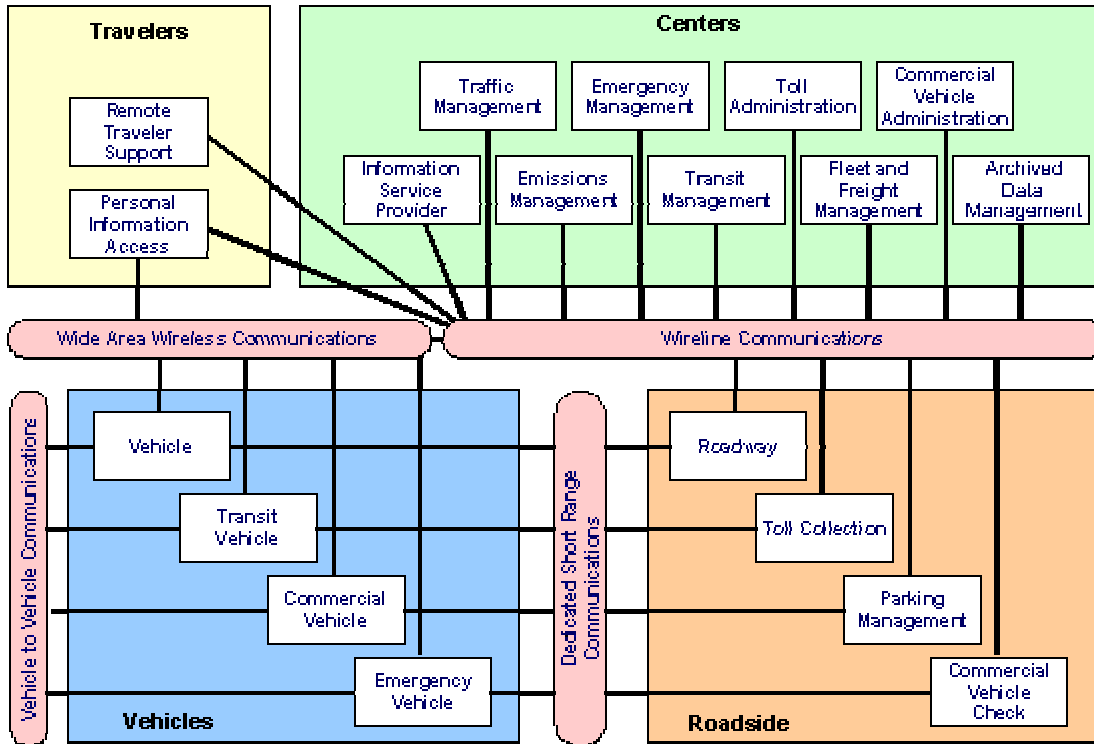 Travelers
Remote
Traveler
Support
Personal
Information
Access
Centers
Traffic
Management
Emergency
Management
Toll
Administration
Commercial
Vehicle
Administration
Information
Service
Provider
Emissions
Management
Transit
Management
Fleet and
Freight
Management
Archived
Data
Management
Wide Area Wireless Communications
Wireline Communications
Vehicle to Vehicle Communications
Vehicle
Transit
Vehicle
Commercial
Vehicle
Emergency
Vehicle
Vehicles
Dedicated Short Range
Communications
Roadway
Toll Collection
Parking
Management
Commercial
Vehicle
Check
Roadside